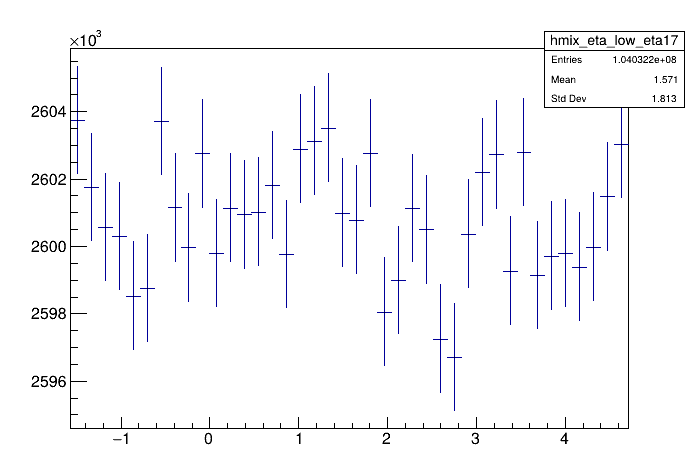 ×10³
hmix_eta_low_eta17
Entries 1.040322e+08
Mean 1.571
Std Dev 1.813
2604
2602
2600
2598
2596
−1 0 1 2 3 4